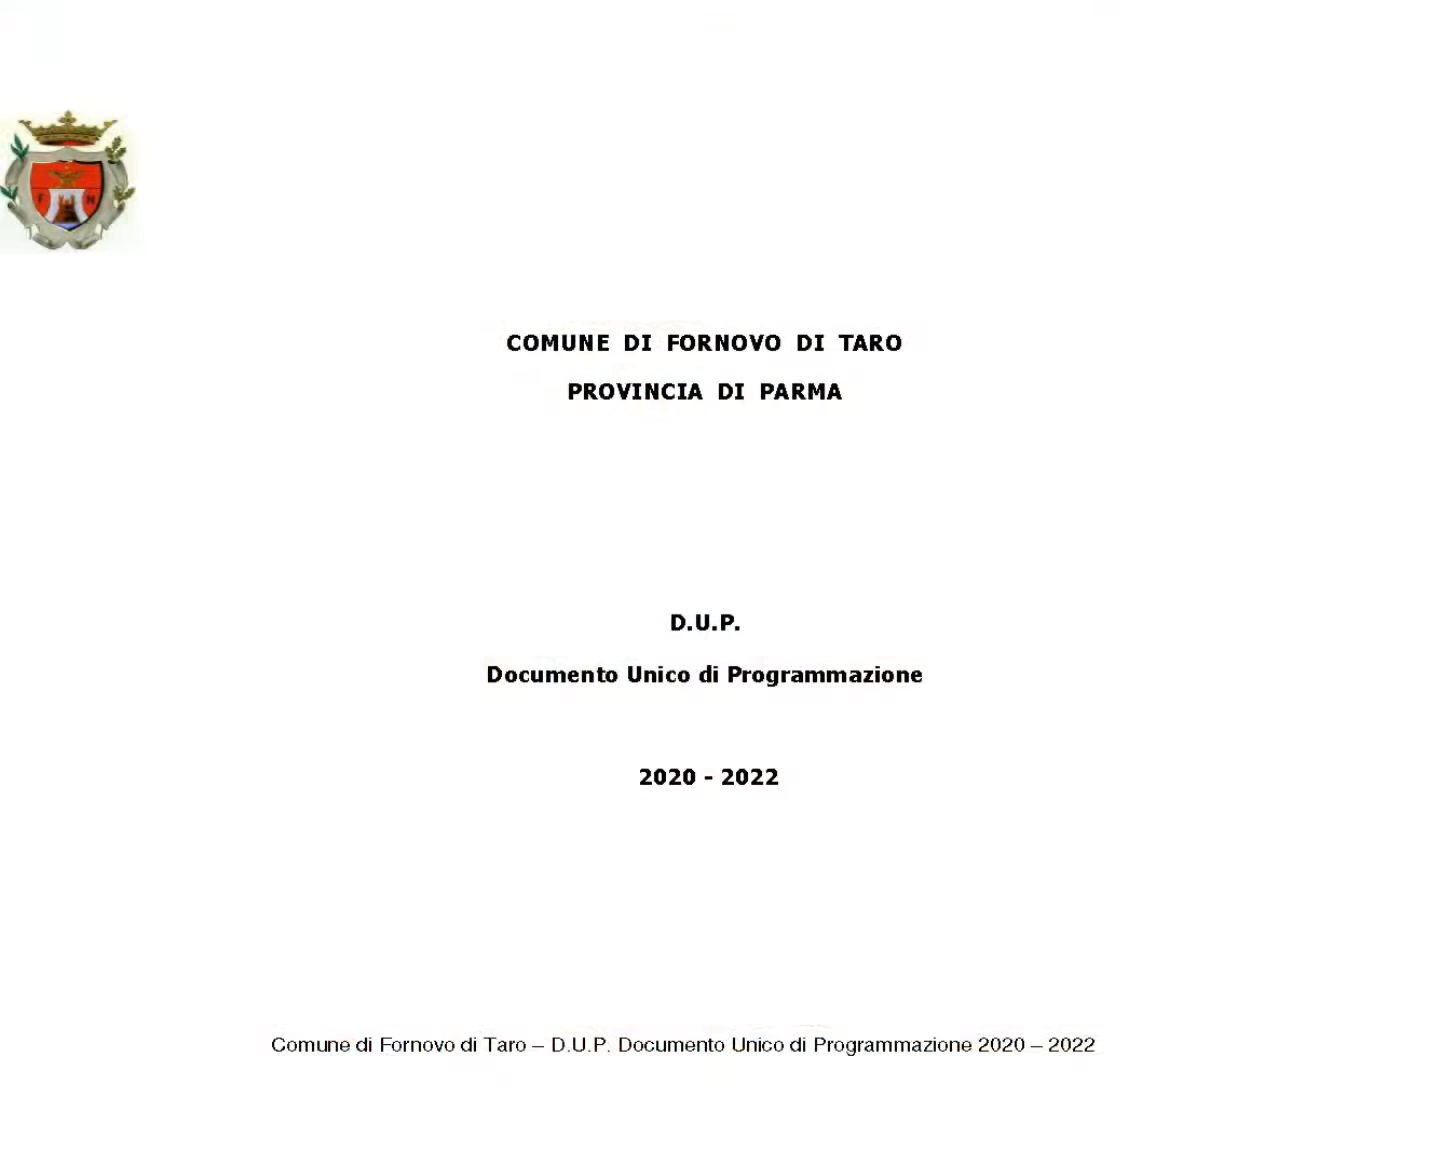 F N
COMUNE DI FORNOVO DI TARO
PROVINCIA DI PARMA
D.U.P.
Documento Unico di Programmazione
2020 - 2022
Comune di Fornovo di Taro – D.U.P. Documento Unico di Programmazione 2020 – 2022